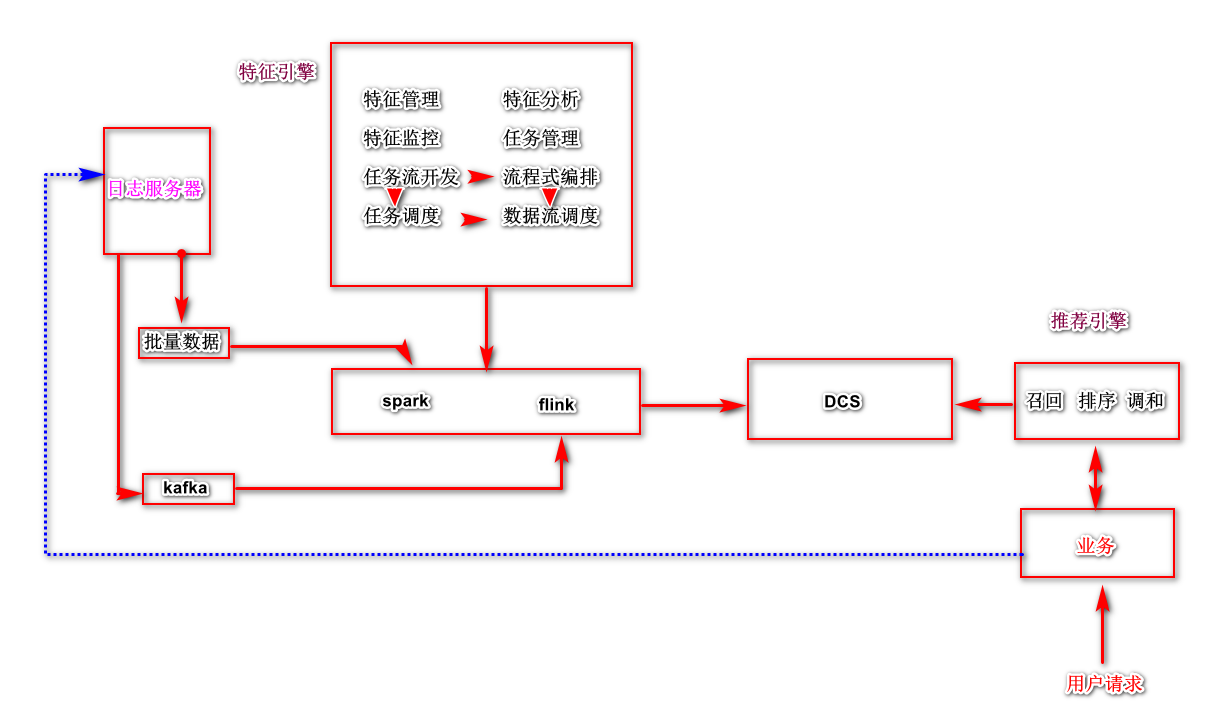 特征引擎
特征管理 特征分析
特征监控 任务管理
任务流开发 流程式编排
任务调度 数据流调度
日志服务器
批量数据
推荐引擎
spark flink
DCS
召回 排序 调和
kafka
业务
用户请求